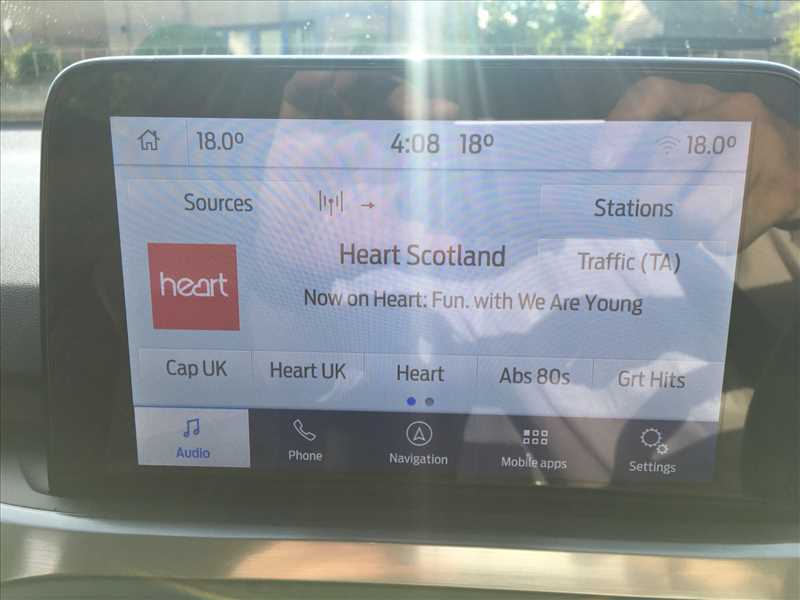 18.0° 4:08 18° 18.0°
Sources Stations
Heart Scotland Traffic (TA)
heart
Now on Heart: Fun. with We Are Young
Cap UK Heart UK Heart Abs 80s Grt Hits
Audio Phone Navigation Mobile apps Settings